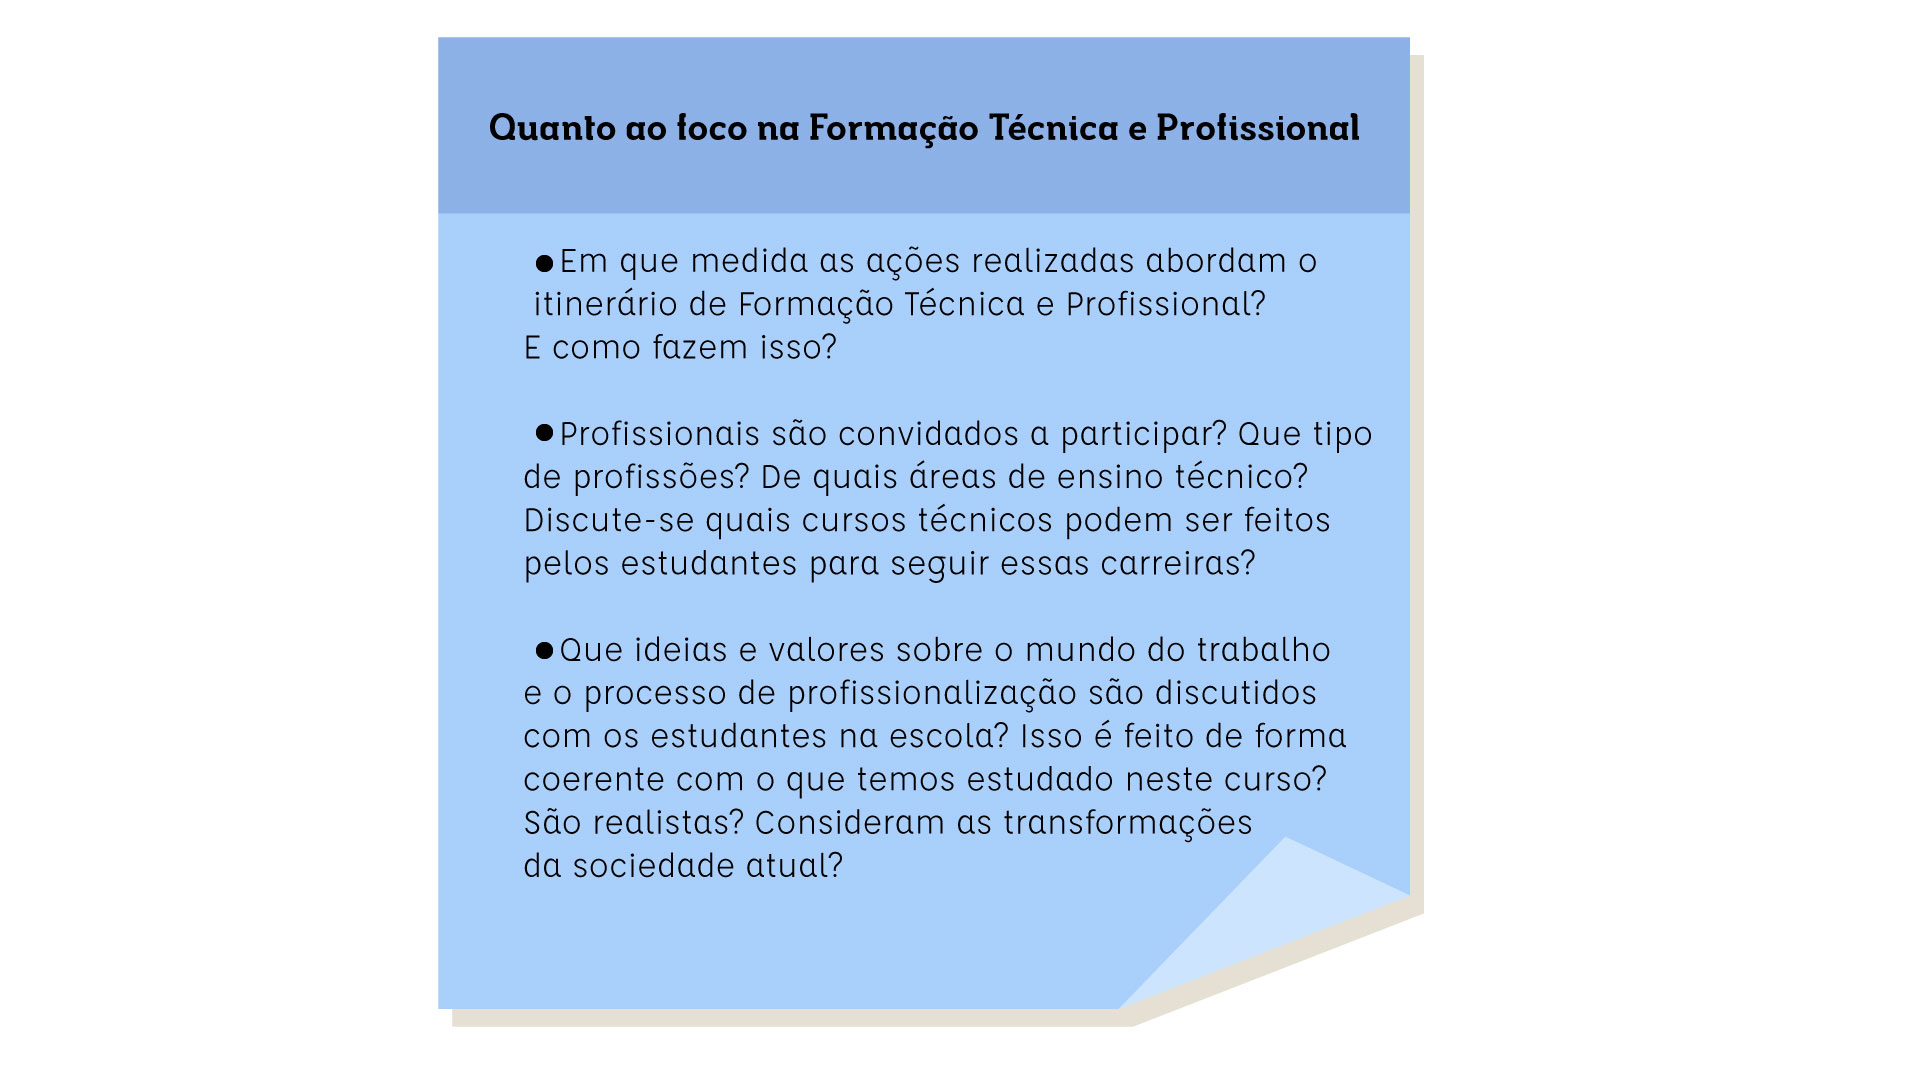 Quanto ao foco na Formação Técnica e Profissional
● Em que medida as ações realizadas abordam o
itinerário de Formação Técnica e Profissional?
E como fazem isso?
● Profissionais são convidados a participar? Que tipo
de profissões? De quais áreas de ensino técnico?
Discute-se quais cursos técnicos podem ser feitos
pelos estudantes para seguir essas carreiras?
● Que ideias e valores sobre o mundo do trabalho
e o processo de profissionalização são discutidos
com os estudantes na escola? Isso é feito de forma
coerente com o que temos estudado neste curso?
São realistas? Consideram as transformações
da sociedade atual?